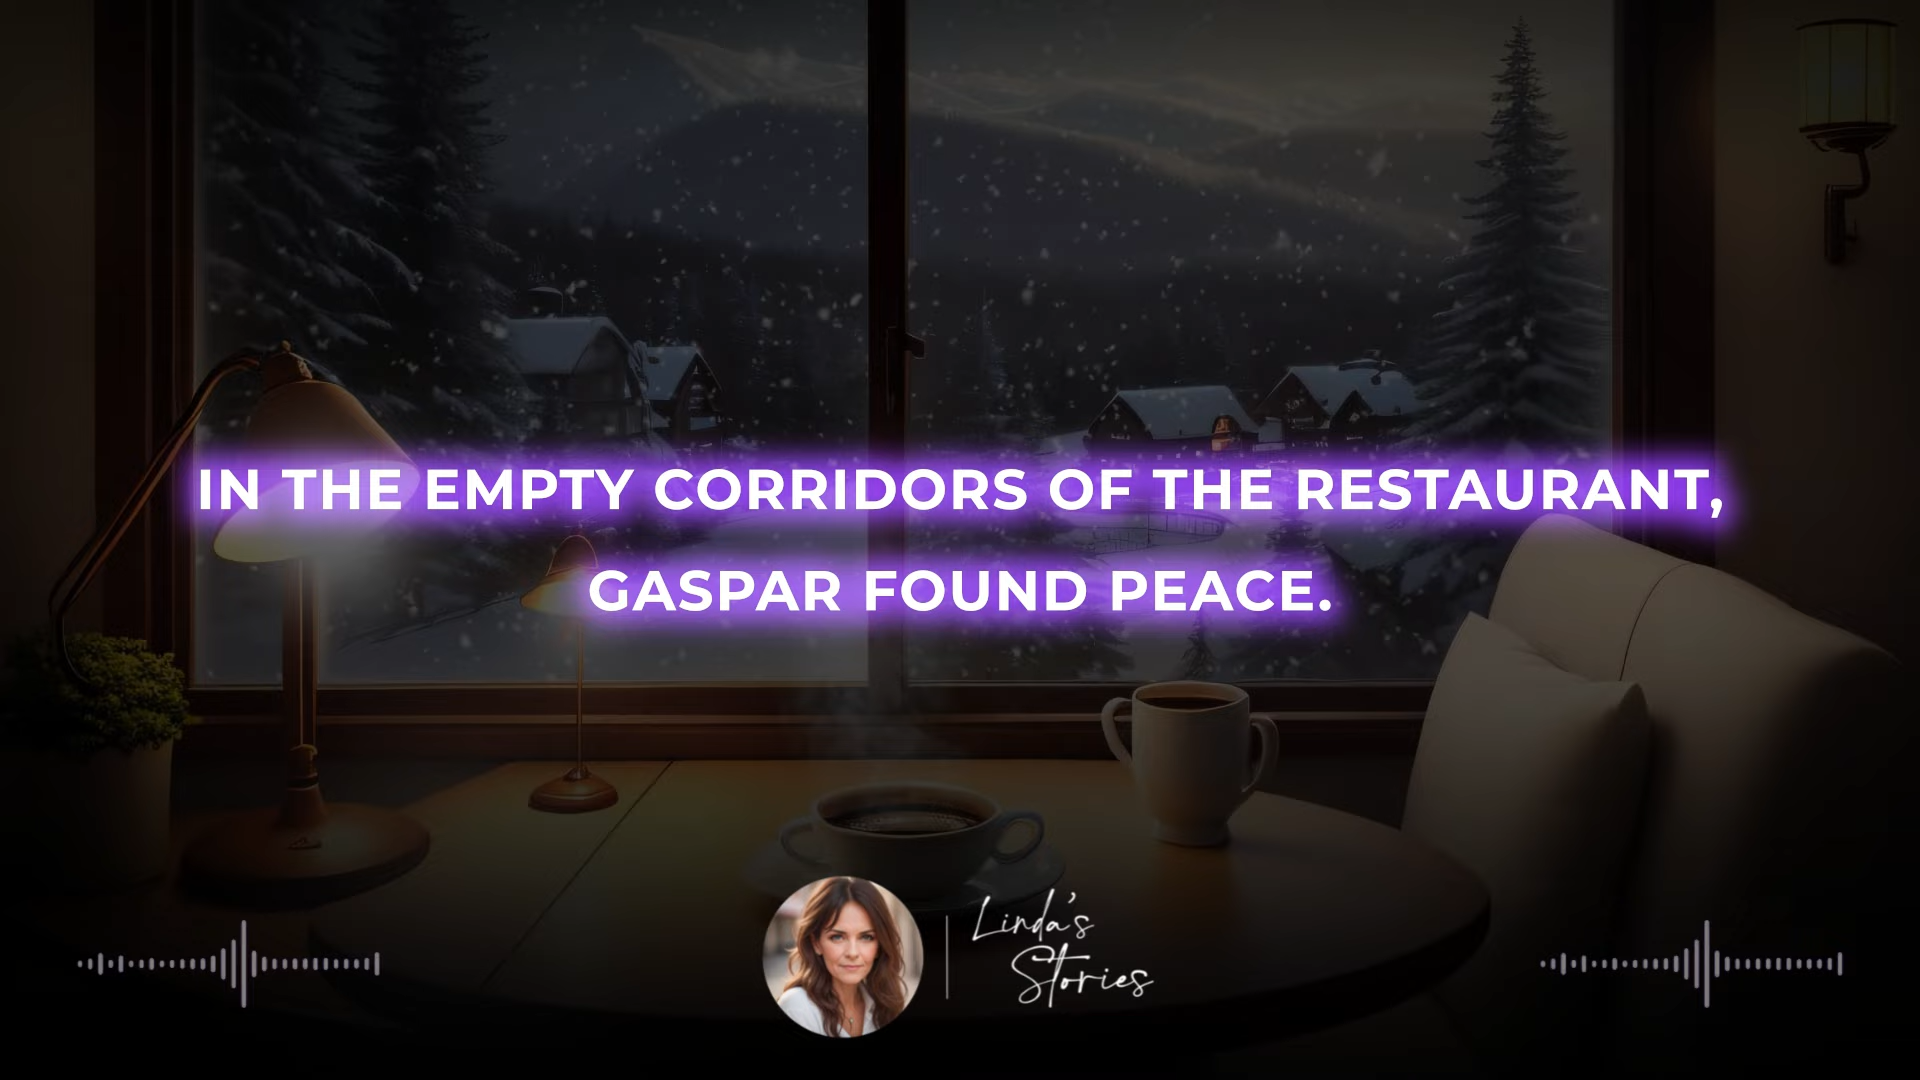 IN THE EMPTY CORRIDORS OF THE RESTAURANT,
GASPAR FOUND PEACE.
Linda's
Stories